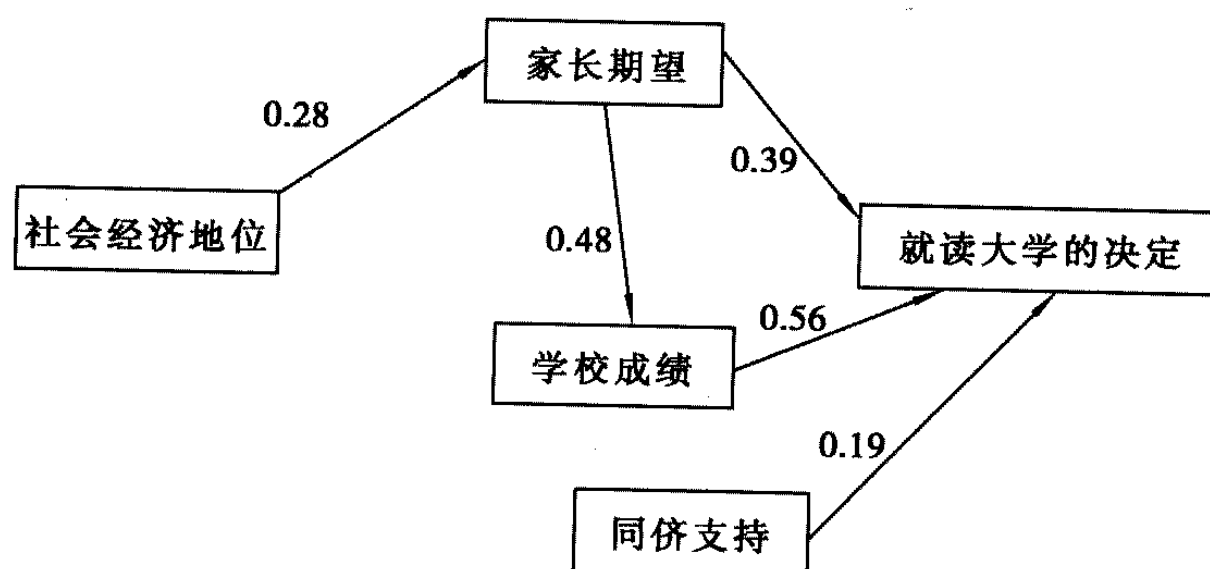 家长期望
0.28
0.39
社会经济地位
0.48
就读大学的决定
0.56
学校成绩
0.19
同侪支持